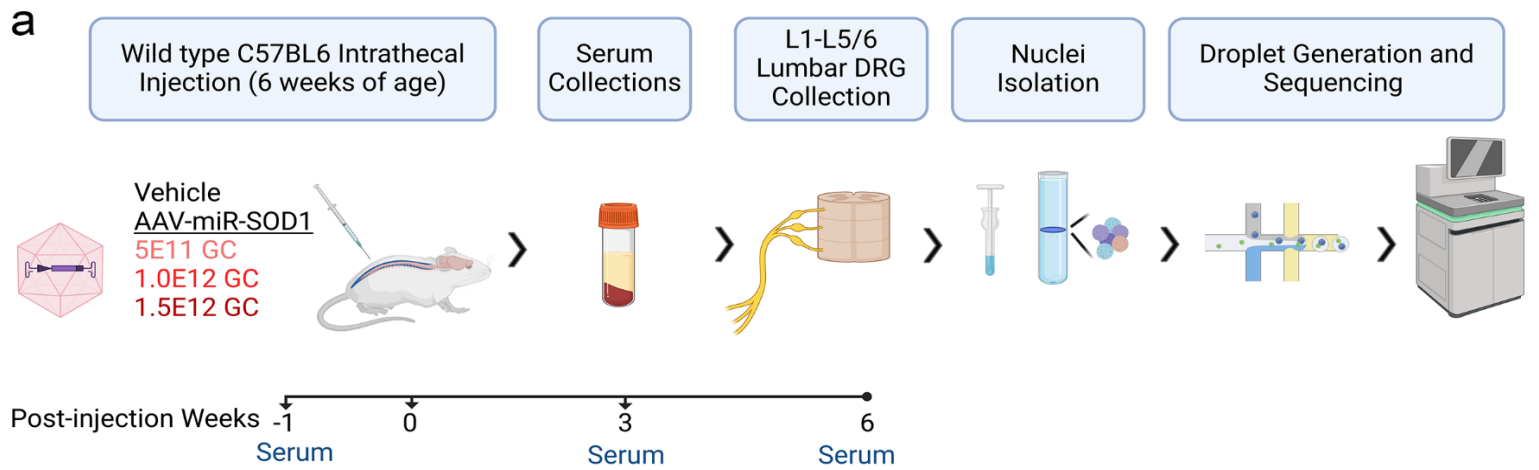 a
Wild type C57BL6 Intrathecal
Injection (6 weeks of age)
Serum
Collections
L1-L5/6
Lumbar DRG
Collection
Nuclei
Isolation
Droplet Generation and
Sequencing
Vehicle
AAV-miR-SOD1
5E11 GC
1.0E12 GC
1.5E12 GC
Post-injection Weeks -1 0 3 6
Serum Serum Serum